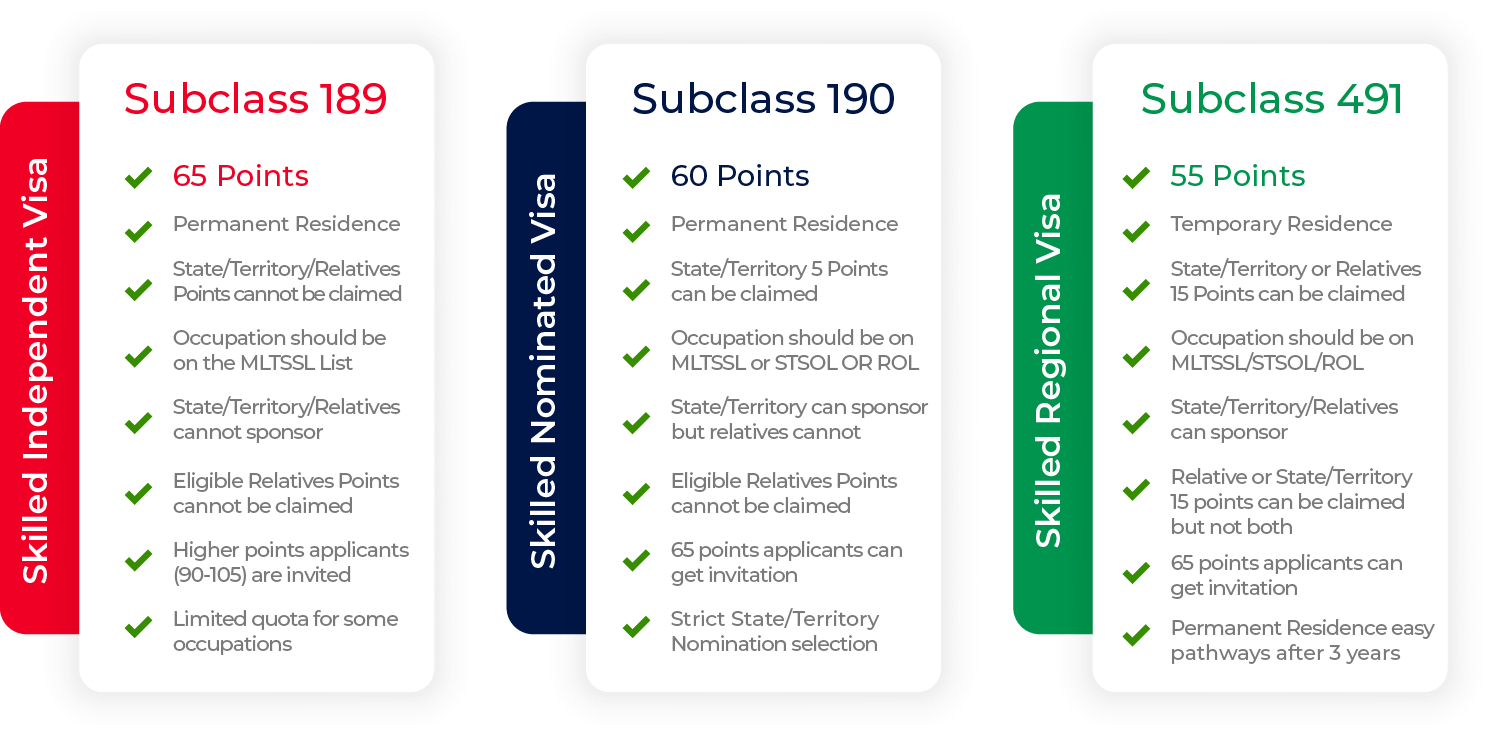 Skilled Independent Visa
Subclass 189
65 Points
Permanent Residence
State/Territory/Relatives
Points cannot be claimed
Occupation should be
on the MLTSSL List
State/Territory/Relatives
cannot sponsor
Eligible Relatives Points
cannot be claimed
Higher points applicants
(90-105) are invited
Limited quota for some
occupations
Skilled Nominated Visa
Subclass 190
60 Points
Permanent Residence
State/Territory 5 Points
can be claimed
Occupation should be on
MLTSSL or STSOL OR ROL
State/Territory can sponsor
but relatives cannot
Eligible Relatives Points
cannot be claimed
65 points applicants can
get invitation
Strict State/Territory
Nomination selection
Skilled Regional Visa
Subclass 491
55 Points
Temporary Residence
State/Territory or Relatives
15 Points can be claimed
Occupation should be on
MLTSSL/STSOL/ROL
State/Territory/Relatives
can sponsor
Relative or State/Territory
15 points can be claimed
but not both
65 points applicants can
get invitation
Permanent Residence easy
pathways after 3 years